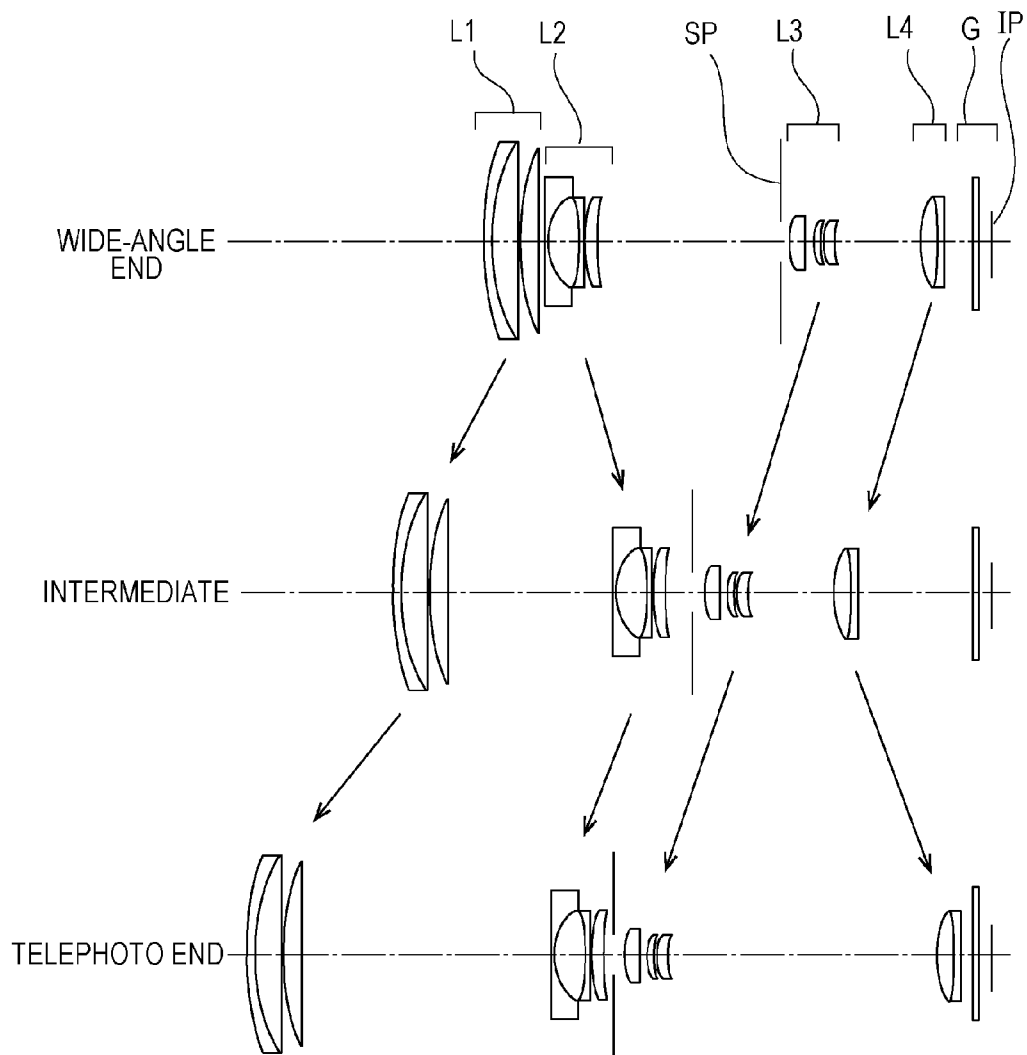 L1 L2 SP L3 L4 G IP
WIDE-ANGLE
END
INTERMEDIATE
TELEPHOTO END